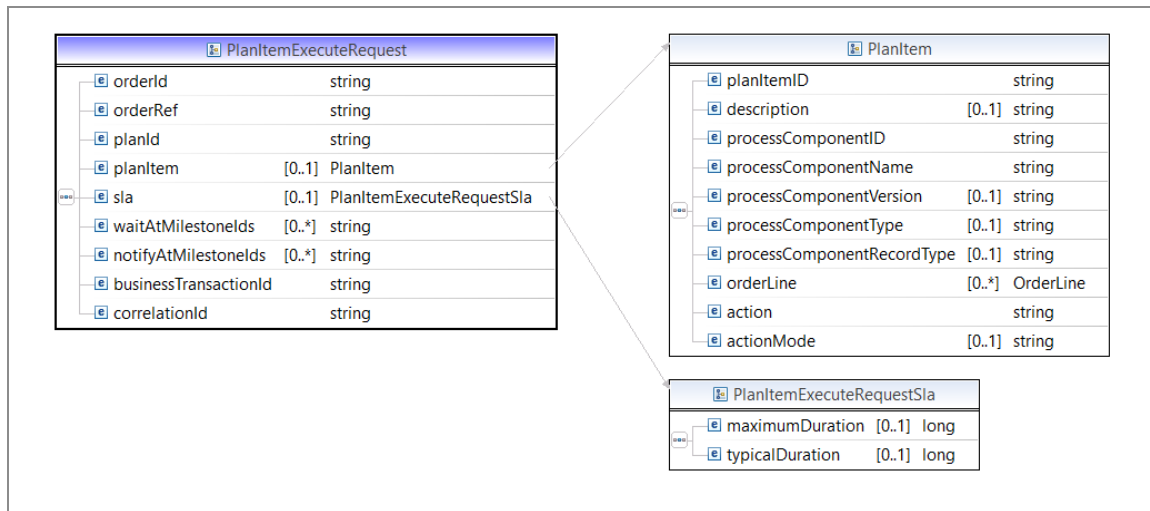 PlanItemExecuteRequest
e orderId string
e orderRef string
e planId string
e planItem [0..1] PlanItem
e sla [0..1] PlanItemExecuteRequestSla
e waitAtMilestoneIds [0..*] string
e notifyAtMilestoneIds [0..*] string
e businessTransactionId string
e correlationId string
PlanItem
e planItemID string
e description [0..1] string
e processComponentID string
e processComponentName string
e processComponentVersion [0..1] string
e processComponentType [0..1] string
e processComponentRecordType [0..1] string
e orderLine [0..*] OrderLine
e action string
e actionMode [0..1] string
PlanItemExecuteRequestSla
e maximumDuration [0..1] long
e typicalDuration [0..1] long